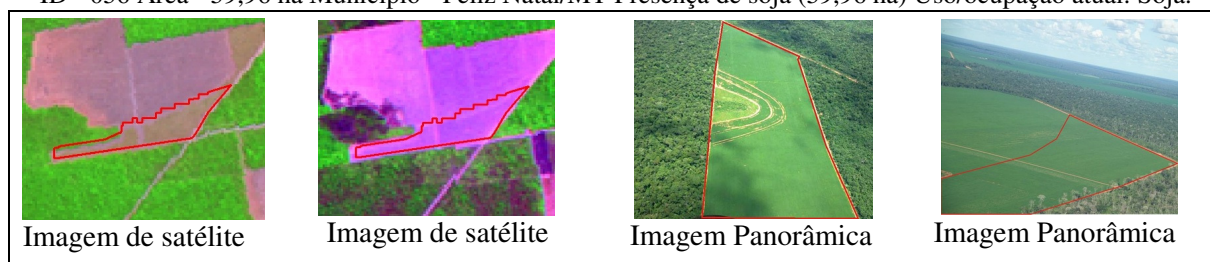 ID - 030 Área - 39,96 ha Município - Feliz Natal/MT Presença de soja (39,96 ha) Uso/ocupação atual: Soja.
Imagem de satélite Imagem de satélite Imagem Panorâmica Imagem Panorâmica